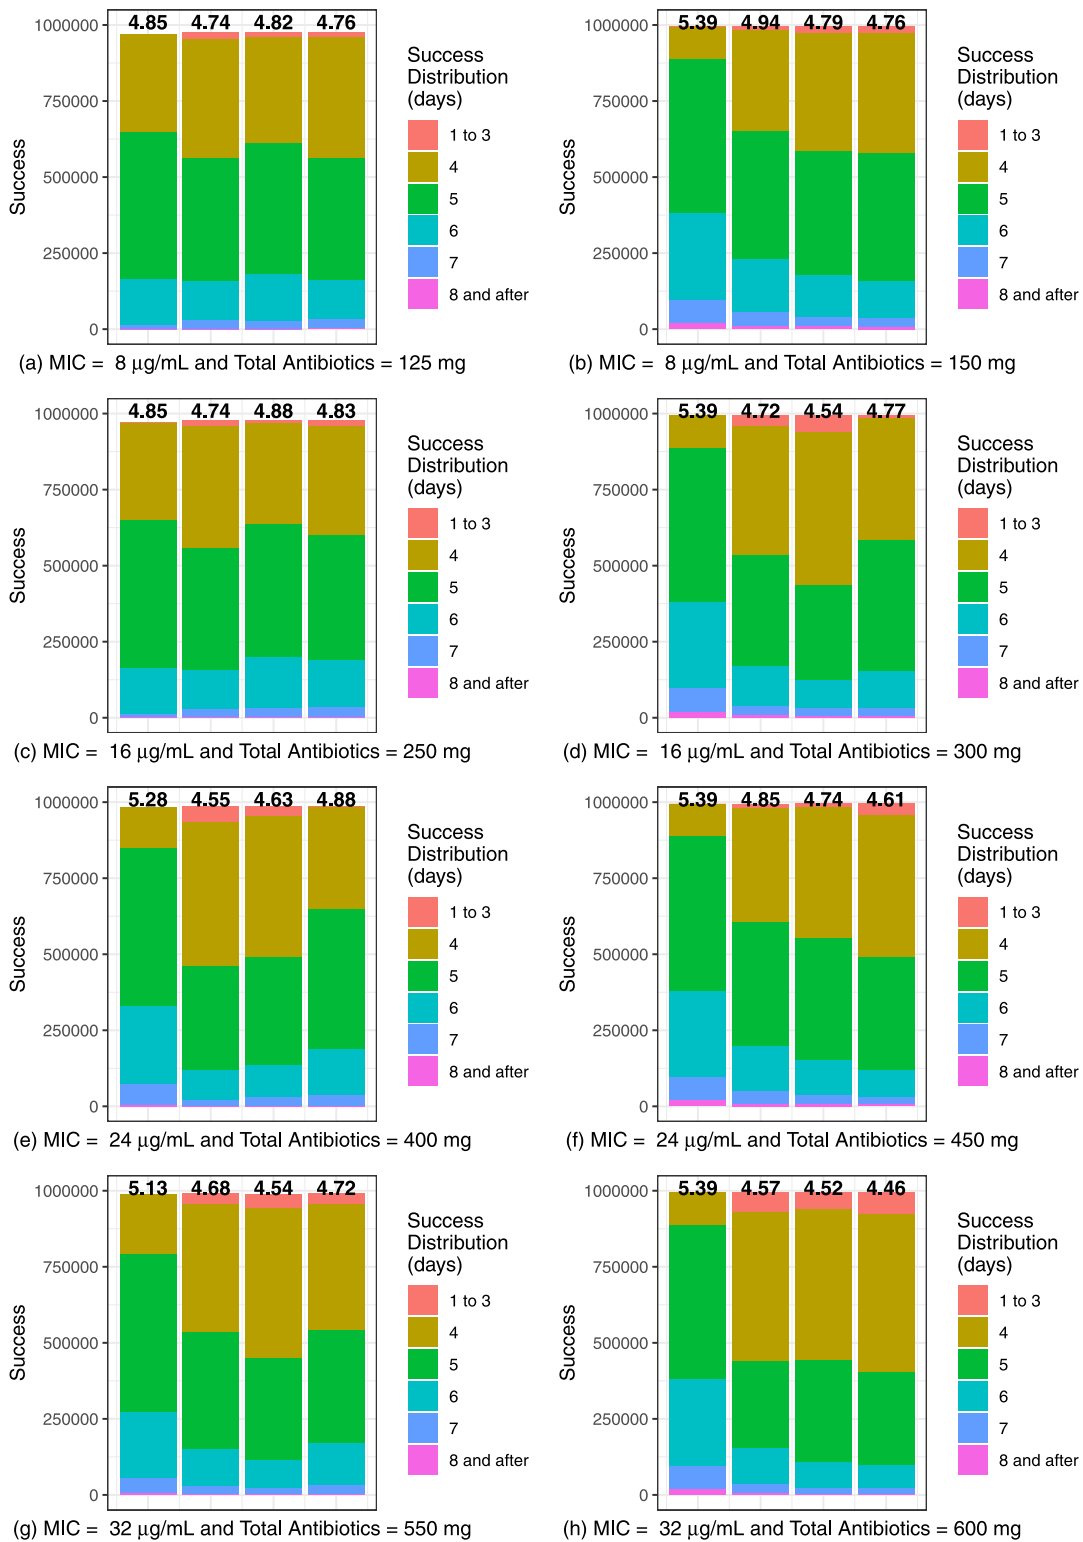 4.85 4.74 4.82 4.76
1000000
750000
500000
250000
0
Success
Success
Distribution
(days)
1 to 3
4
5
6
7
8 and after
(a) MIC = 8 μg/mL and Total Antibiotics = 125 mg
5.39 4.94 4.79 4.76
1000000
750000
500000
250000
0
Success
Success
Distribution
(days)
1 to 3
4
5
6
7
8 and after
(b) MIC = 8 μg/mL and Total Antibiotics = 150 mg
4.85 4.74 4.88 4.83
1000000
750000
500000
250000
0
Success
Success
Distribution
(days)
1 to 3
4
5
6
7
8 and after
(c) MIC = 16 μg/mL and Total Antibiotics = 250 mg
5.39 4.72 4.54 4.77
1000000
750000
500000
250000
0
Success
Success
Distribution
(days)
1 to 3
4
5
6
7
8 and after
(d) MIC = 16 μg/mL and Total Antibiotics = 300 mg
5.28 4.55 4.63 4.88
1000000
750000
500000
250000
0
Success
Success
Distribution
(days)
1 to 3
4
5
6
7
8 and after
(e) MIC = 24 μg/mL and Total Antibiotics = 400 mg
5.39 4.85 4.74 4.61
1000000
750000
500000
250000
0
Success
Success
Distribution
(days)
1 to 3
4
5
6
7
8 and after
(f) MIC = 24 μg/mL and Total Antibiotics = 450 mg
5.13 4.68 4.54 4.72
1000000
750000
500000
250000
0
Success
Success
Distribution
(days)
1 to 3
4
5
6
7
8 and after
(g) MIC = 32 μg/mL and Total Antibiotics = 550 mg
5.39 4.57 4.52 4.46
1000000
750000
500000
250000
0
Success
Success
Distribution
(days)
1 to 3
4
5
6
7
8 and after
(h) MIC = 32 μg/mL and Total Antibiotics = 600 mg